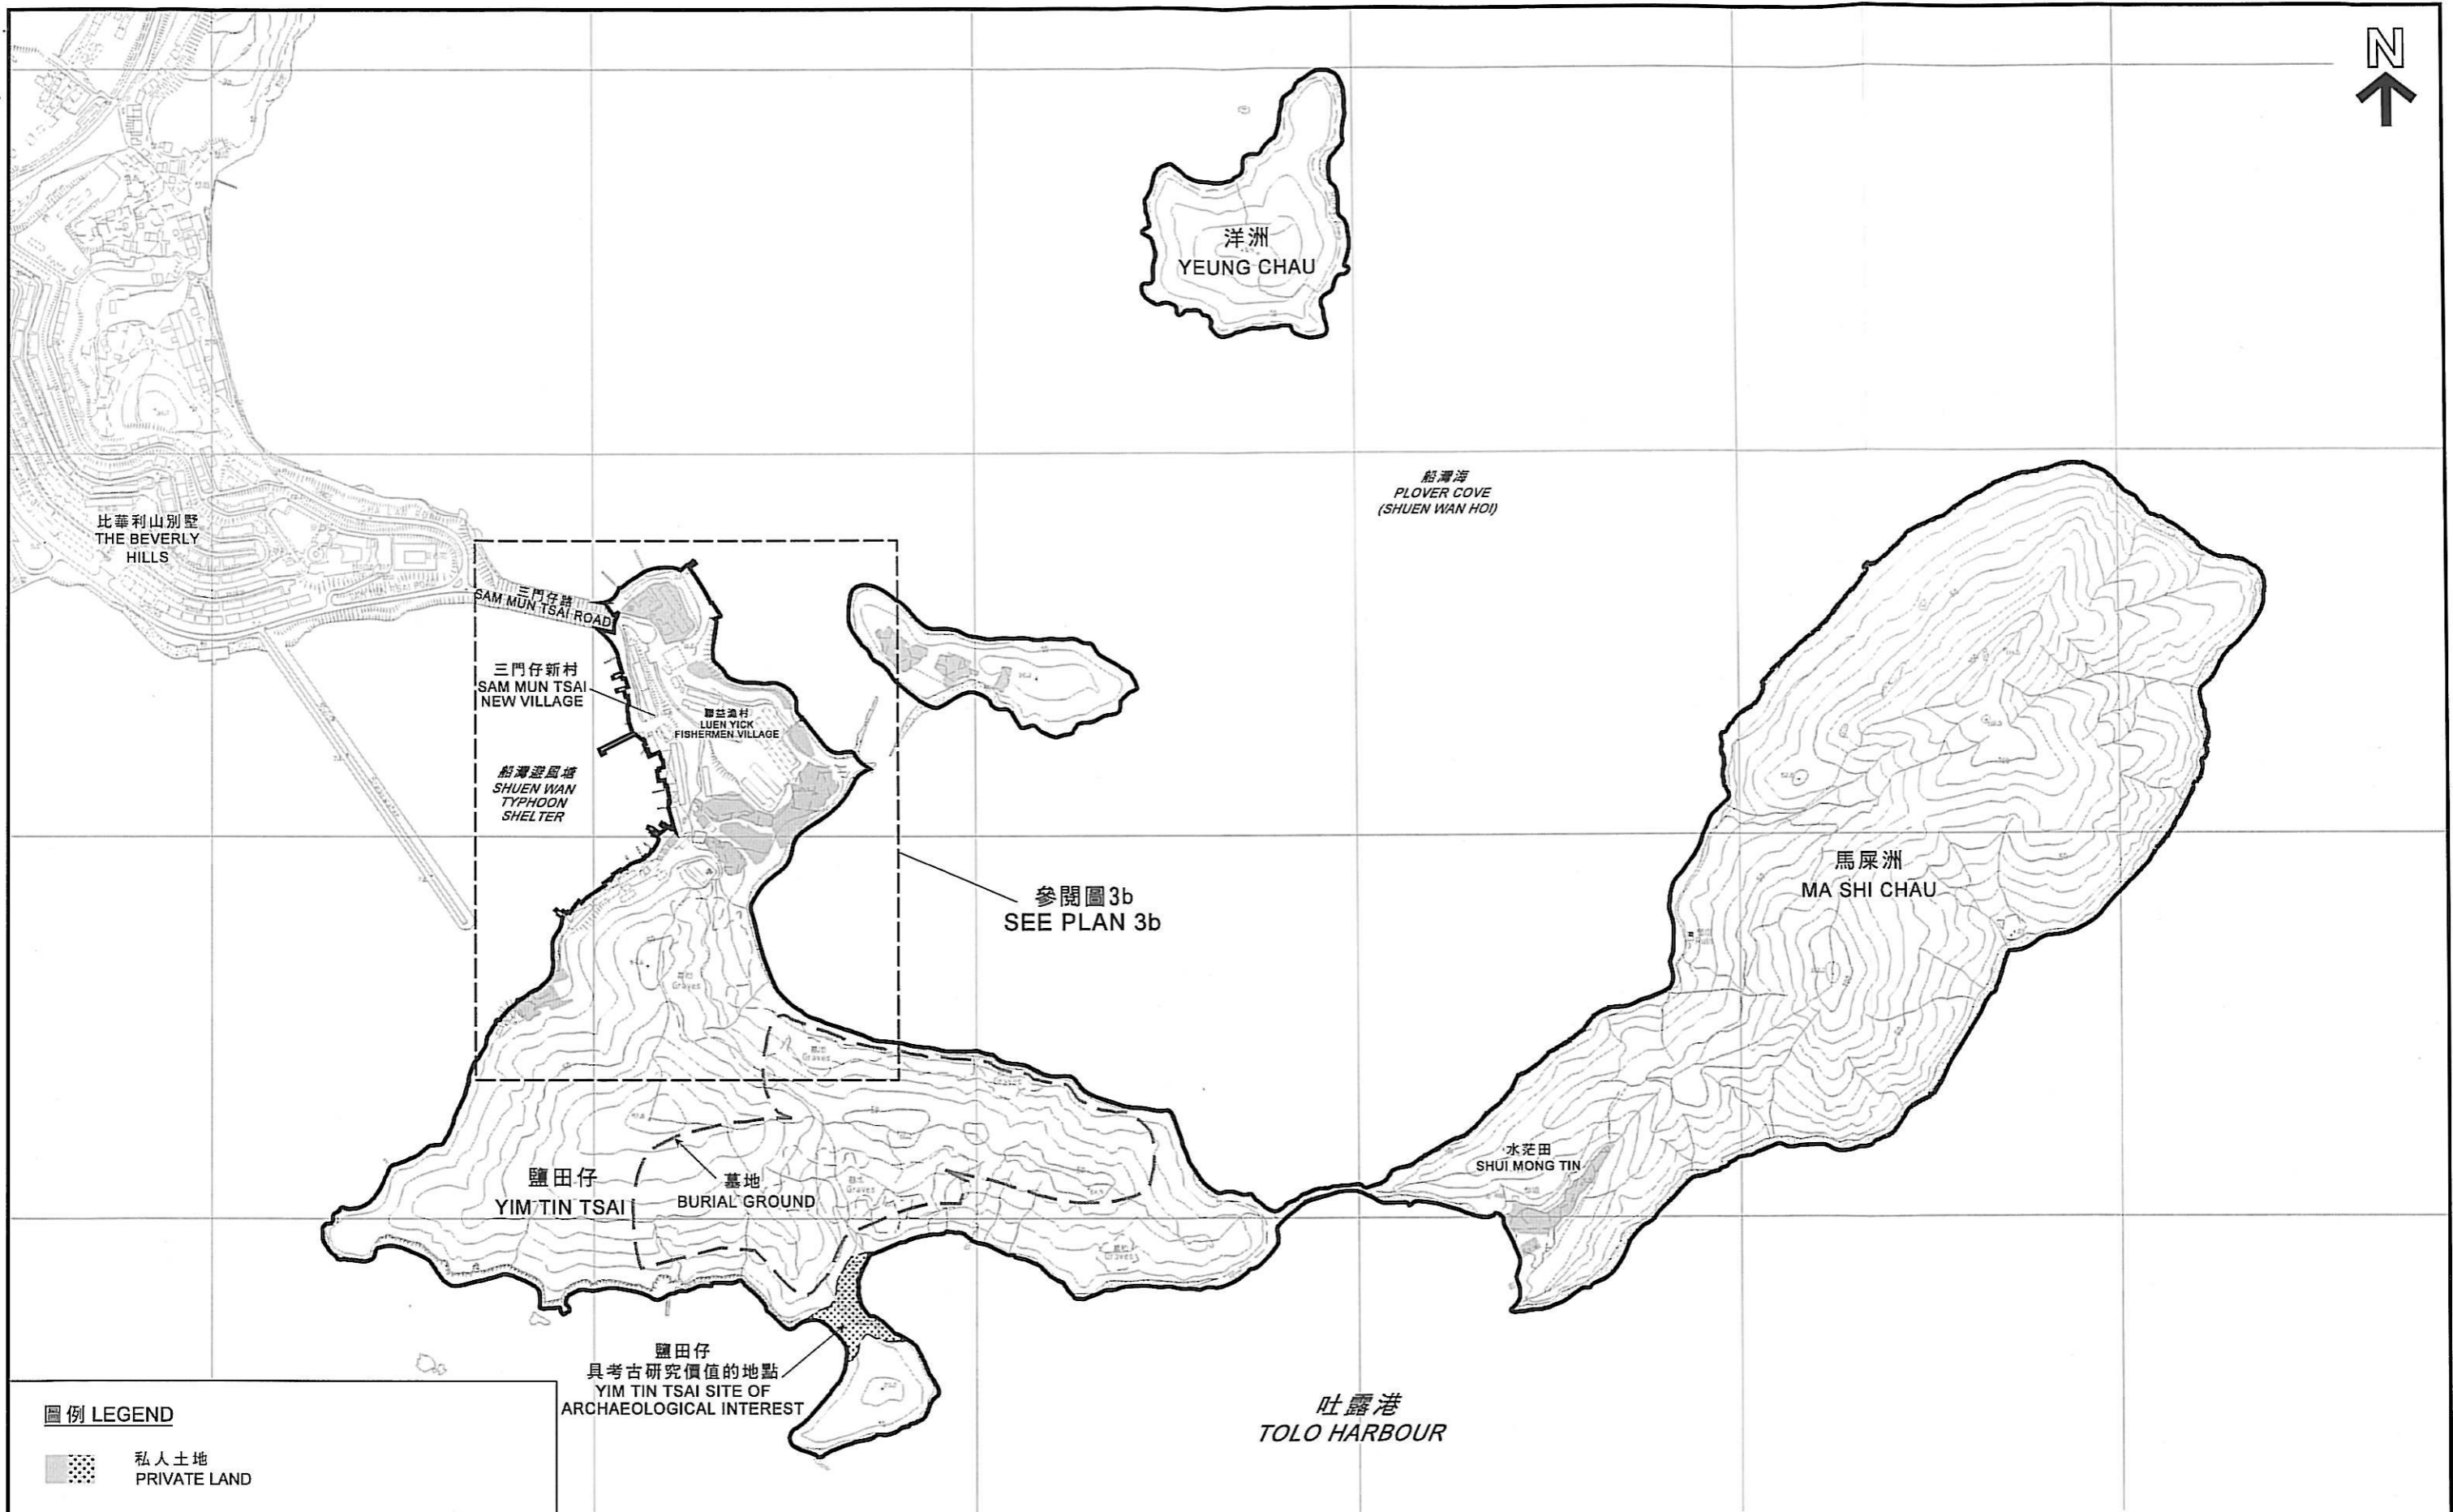 N
洋洲
YEUNG CHAU
船灣海
PLOVER COVE
(SHUEN WAN HOI)
比華利山別墅
THE BEVERLY
HILLS
三門仔路
SAM MUN TSAI ROAD
三門仔新村
SAM MUN TSAI
NEW VILLAGE
聯益漁村
LUEN YICK
FISHERMEN VILLAGE
船灣避風塘
SHUEN WAN
TYPHOON
SHELTER
參閱圖3b
SEE PLAN 3b
馬屎洲
MA SHI CHAU
Graves
Graves
Graves
水茫田
SHUI MONG TIN
鹽田仔
YIM TIN TSAI
墓地
BURIAL GROUND
Graves
Graves
鹽田仔
具考古研究價值的地點
YIM TIN TSAI SITE OF
ARCHAEOLOGICAL INTEREST
吐露港
TOLO HARBOUR
圖例 LEGEND
私人土地
PRIVATE LAND